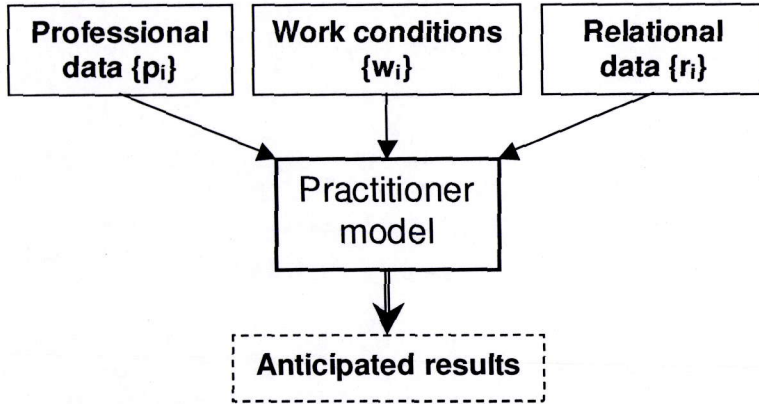 Professional
data {pᵢ}
Work conditions
{wᵢ}
Relational
data {rᵢ}
Practitioner
model
Anticipated results